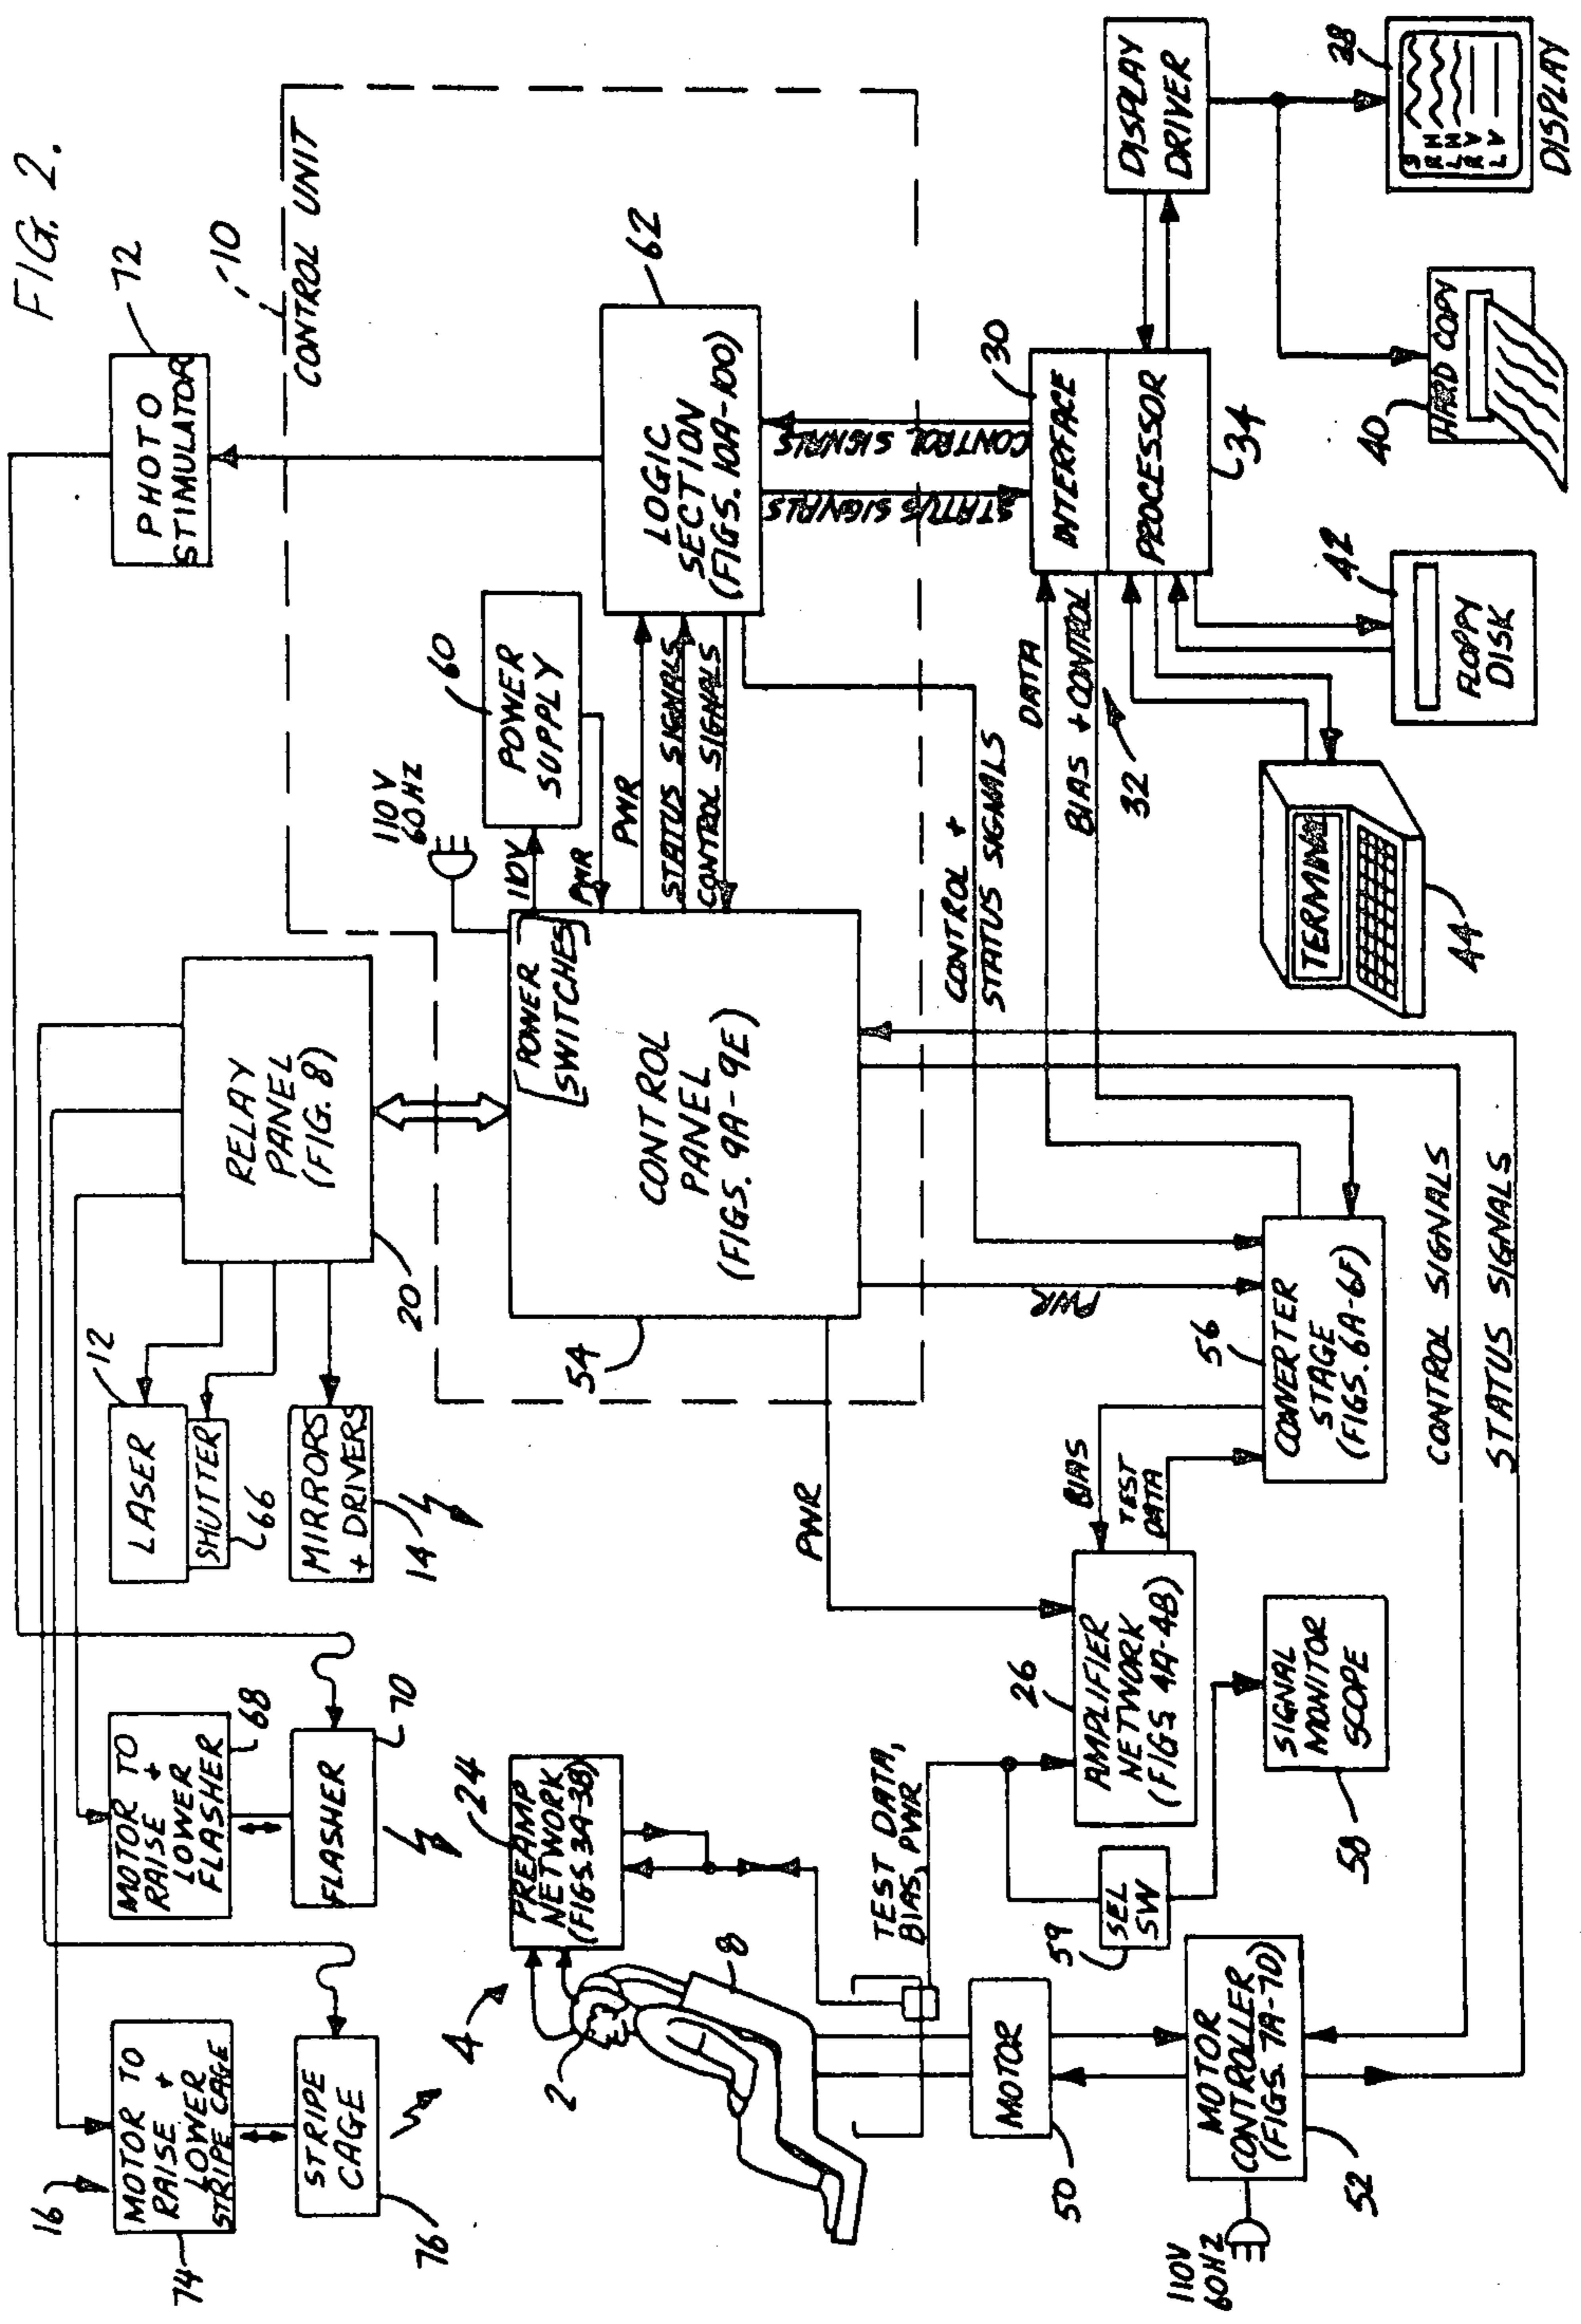 FIG. 2.
16
74
MOTOR TO
RAISE +
LOWER
STRIPE CAGE
STRIPE
CAGE
76
MOTOR TO
RAISE +
LOWER
FLASHER
68
FLASHER
70
LASER
12
SHUTTER
66
MIRRORS
+ DRIVERS
14
RELAY
PANEL
(FIG. 8)
20
PHOTO
STIMULATOR
72
10
CONTROL UNIT
4
2
8
PREAMP
NETWORK
(FIGS. 3A-3B)
24
54
POWER
SWITCHES
CONTROL
PANEL
(FIGS. 9A-9E)
110V
60HZ
POWER
SUPPLY
60
PWR
PWR
STATUS SIGNALS
CONTROL SIGNALS
LOGIC
SECTION
(FIGS. 10A-10O)
62
TEST DATA,
BIAS, PWR
PWR
PWR
CONTROL +
STATUS SIGNALS
STATUS SIGNALS
CONTROL SIGNALS
MOTOR
50
59
SEL
SW
26
AMPLIFIER
NETWORK
(FIGS 4A-4B)
BIAS
TEST
DATA
DATA
BIAS + CONTROL
32
INTERFACE
30
PROCESSOR
34
DISPLAY
DRIVER
110V
60HZ
MOTOR
CONTROLLER
(FIGS. 7A-7D)
52
SIGNAL
MONITOR
SCOPE
58
56
CONVERTER
STAGE
(FIGS. 6A-6F)
CONTROL SIGNALS
STATUS SIGNALS
TERMINAL
44
FLOPPY
DISK
42
HARD COPY
40
38
S
RH
LH
RV
LV
DISPLAY